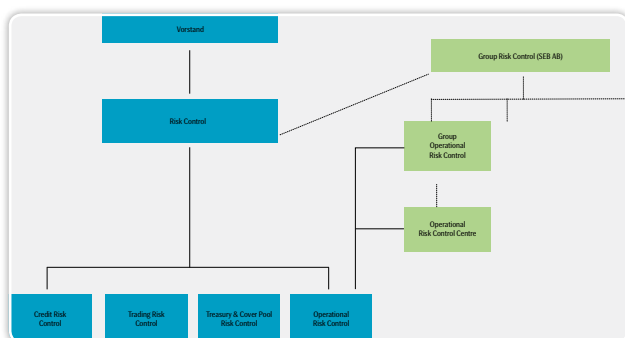 Vorstand
Group Risk Control (SEB AB)
Risk Control
Group
Operational
Risk Control
Operational
Risk Control Centre
Credit Risk
Control
Trading Risk
Control
Treasury & Cover Pool
Risk Control
Operational
Risk Control